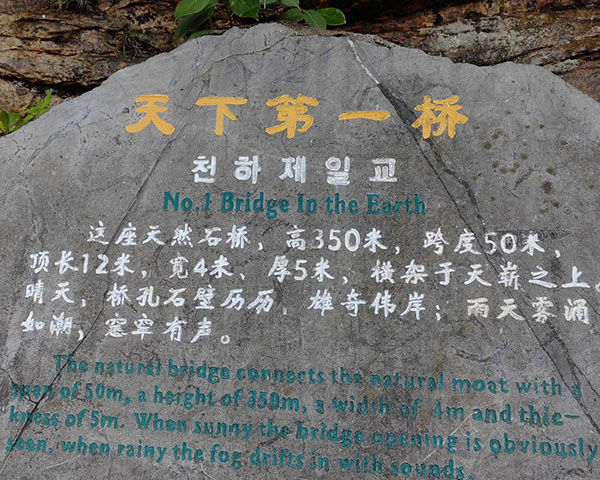 天下第一桥
천하제일교
No.1 Bridge In the Earth
这座天然石桥，高350米，跨度50米，
顶长12米，宽4米、厚5米，横架于天崭之上。
晴天，桥孔石壁历历，雄奇伟岸；雨天雾涌
如潮，窸窣有声。
The natural bridge connects the natural moat with a
span of 50m, a height of 350m, a width of 4m and thic-
kness of 5m. When sunny the bridge opening is obviously
seen, when rainy the fog drifts in with sounds.